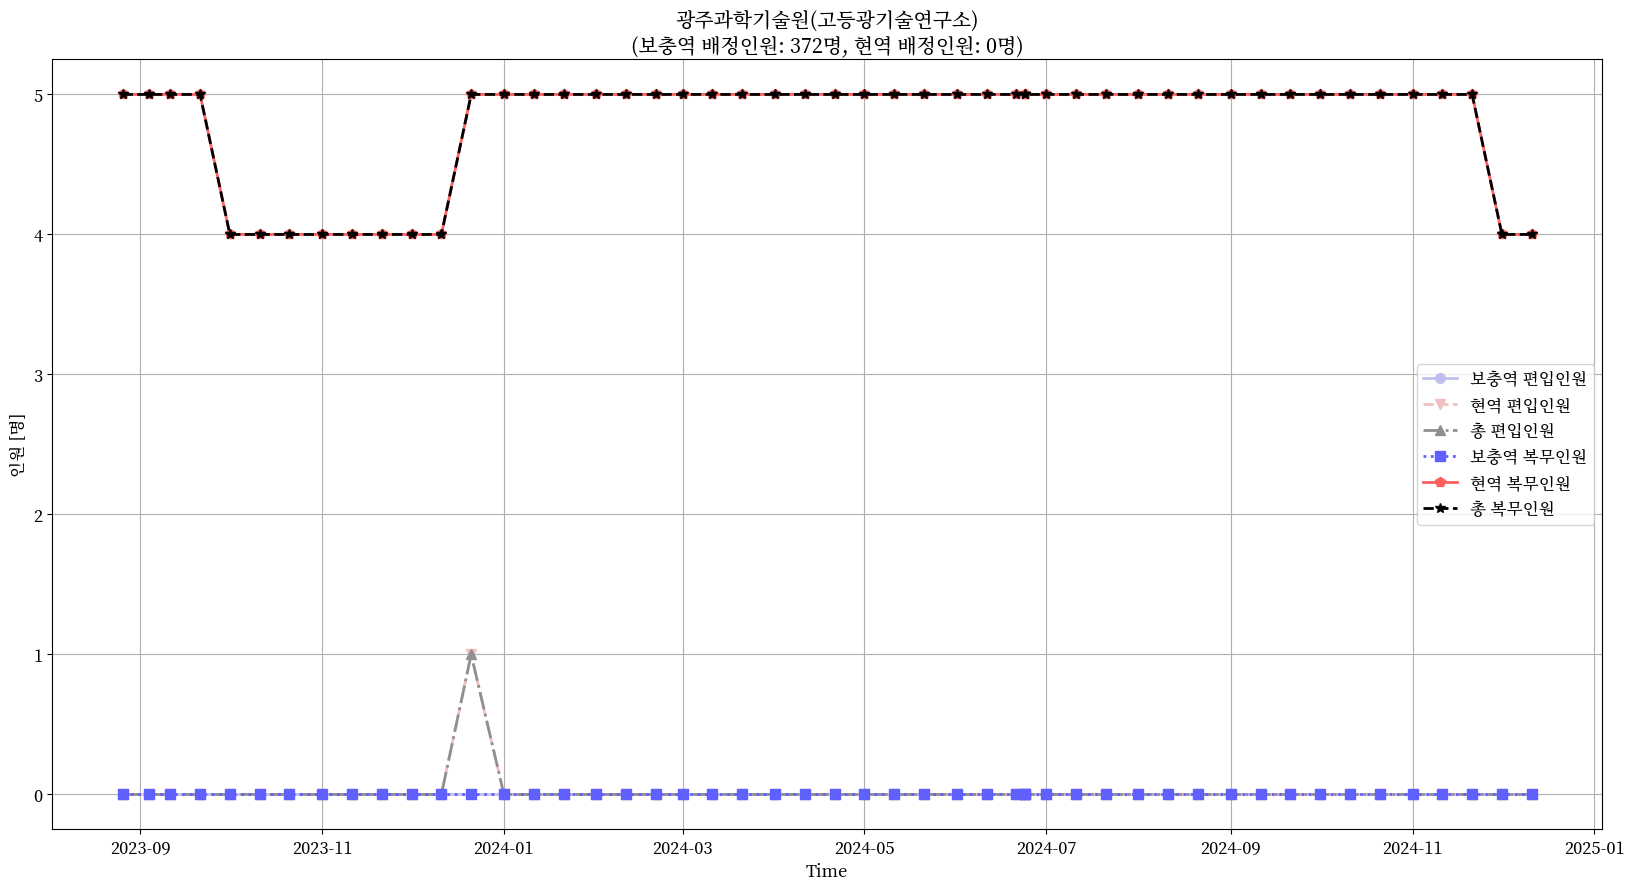 광주과학기술원(고등광기술연구소)
(보충역 배정인원: 372명, 현역 배정인원: 0명)
인원 [명]
5
4
3
2
1
0
보충역 편입인원
현역 편입인원
총 편입인원
보충역 복무인원
현역 복무인원
총 복무인원
2023-09 2023-11 2024-01 2024-03 2024-05 2024-07 2024-09 2024-11 2025-01
Time